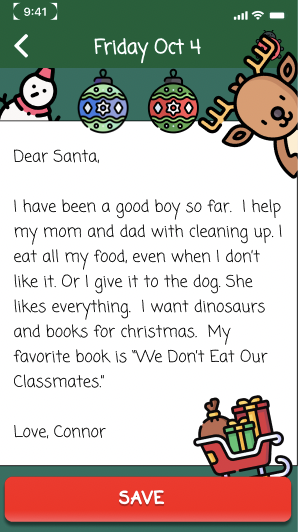 9:41
Friday Oct 4
Dear Santa,
I have been a good boy so far.  I help
my mom and dad with cleaning up. I
eat all my food, even when I don't
like it. Or I give it to the dog. She
likes everything.  I want dinosaurs
and books for christmas.  My
favorite book is "We Don't Eat Our
Classmates."
Love, Connor
SAVE